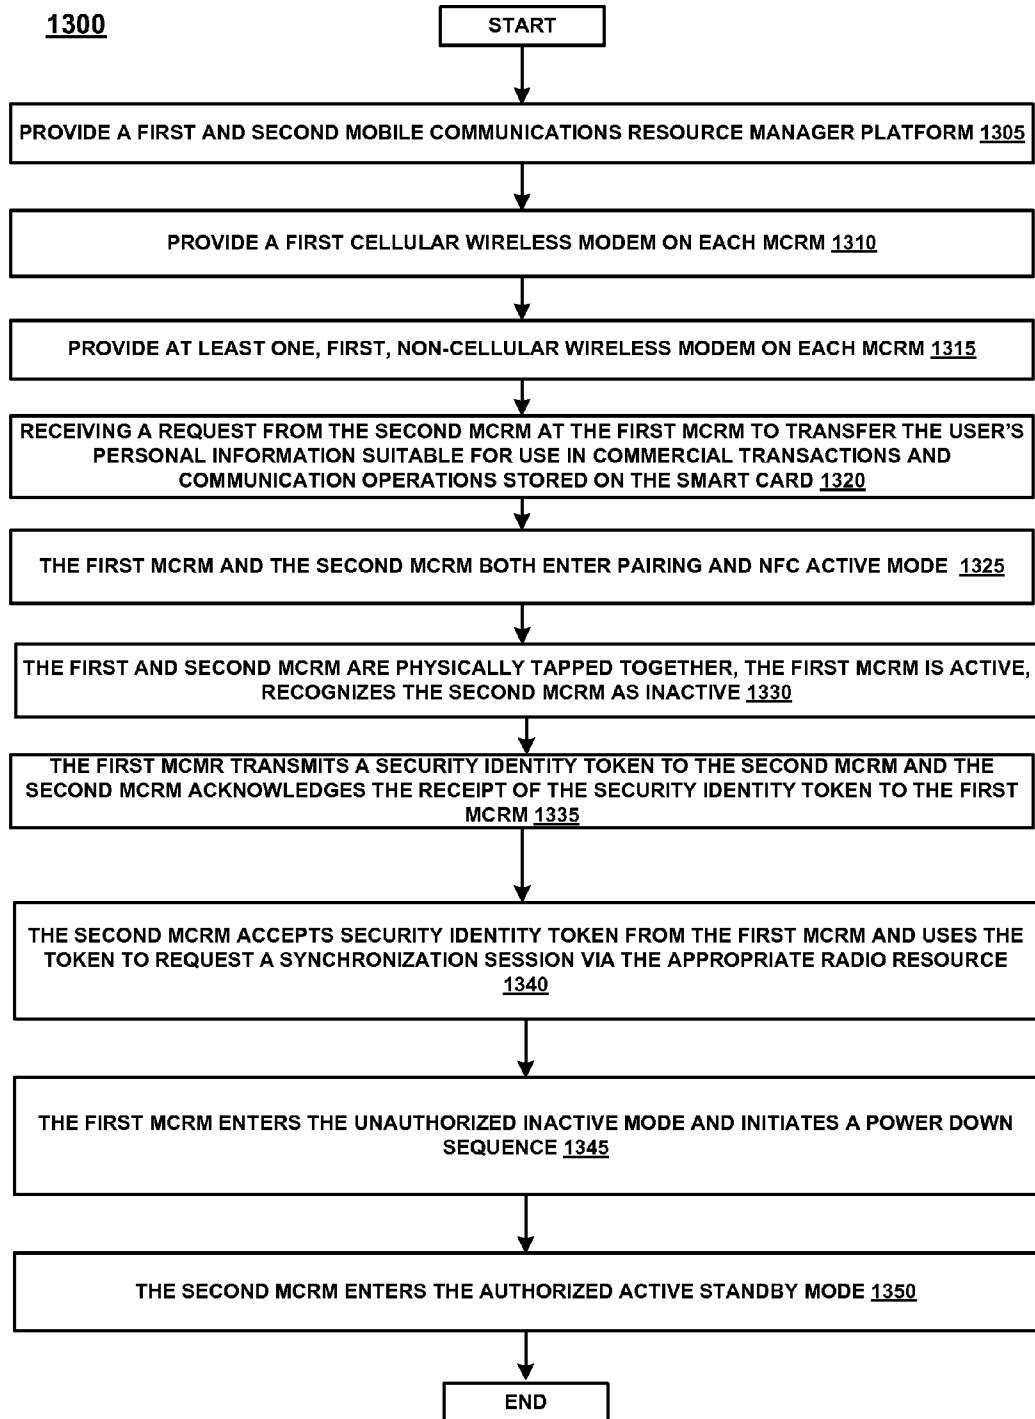 1300
START
PROVIDE A FIRST AND SECOND MOBILE COMMUNICATIONS RESOURCE MANAGER PLATFORM 1305
PROVIDE A FIRST CELLULAR WIRELESS MODEM ON EACH MCRM 1310
PROVIDE AT LEAST ONE, FIRST, NON-CELLULAR WIRELESS MODEM ON EACH MCRM 1315
RECEIVING A REQUEST FROM THE SECOND MCRM AT THE FIRST MCRM TO TRANSFER THE USER'S
PERSONAL INFORMATION SUITABLE FOR USE IN COMMERCIAL TRANSACTIONS AND
COMMUNICATION OPERATIONS STORED ON THE SMART CARD 1320
THE FIRST MCRM AND THE SECOND MCRM BOTH ENTER PAIRING AND NFC ACTIVE MODE 1325
THE FIRST AND SECOND MCRM ARE PHYSICALLY TAPPED TOGETHER, THE FIRST MCRM IS ACTIVE,
RECOGNIZES THE SECOND MCRM AS INACTIVE 1330
THE FIRST MCMR TRANSMITS A SECURITY IDENTITY TOKEN TO THE SECOND MCRM AND THE
SECOND MCRM ACKNOWLEDGES THE RECEIPT OF THE SECURITY IDENTITY TOKEN TO THE FIRST
MCRM 1335
THE SECOND MCRM ACCEPTS SECURITY IDENTITY TOKEN FROM THE FIRST MCRM AND USES THE
TOKEN TO REQUEST A SYNCHRONIZATION SESSION VIA THE APPROPRIATE RADIO RESOURCE
1340
THE FIRST MCRM ENTERS THE UNAUTHORIZED INACTIVE MODE AND INITIATES A POWER DOWN
SEQUENCE 1345
THE SECOND MCRM ENTERS THE AUTHORIZED ACTIVE STANDBY MODE 1350
END